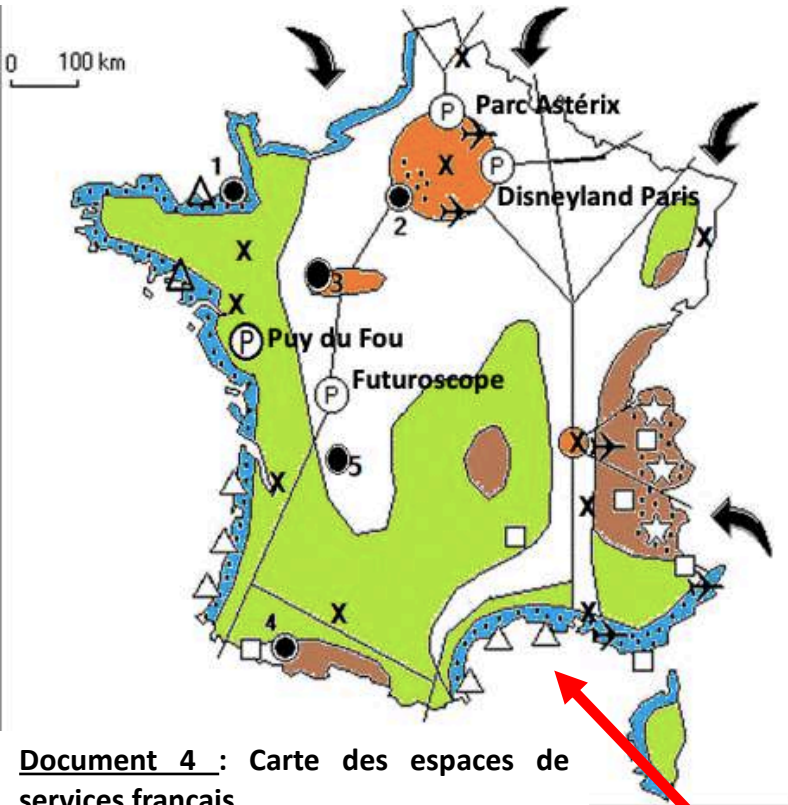 0 100 km
P Parc Astérix
X
X
P
Disneyland Paris
1
2
X
X
3
X
P Puy du Fou
Futuroscope
P
X
5
X
X
X
X
4
Document 4 : Carte des espaces de
services français